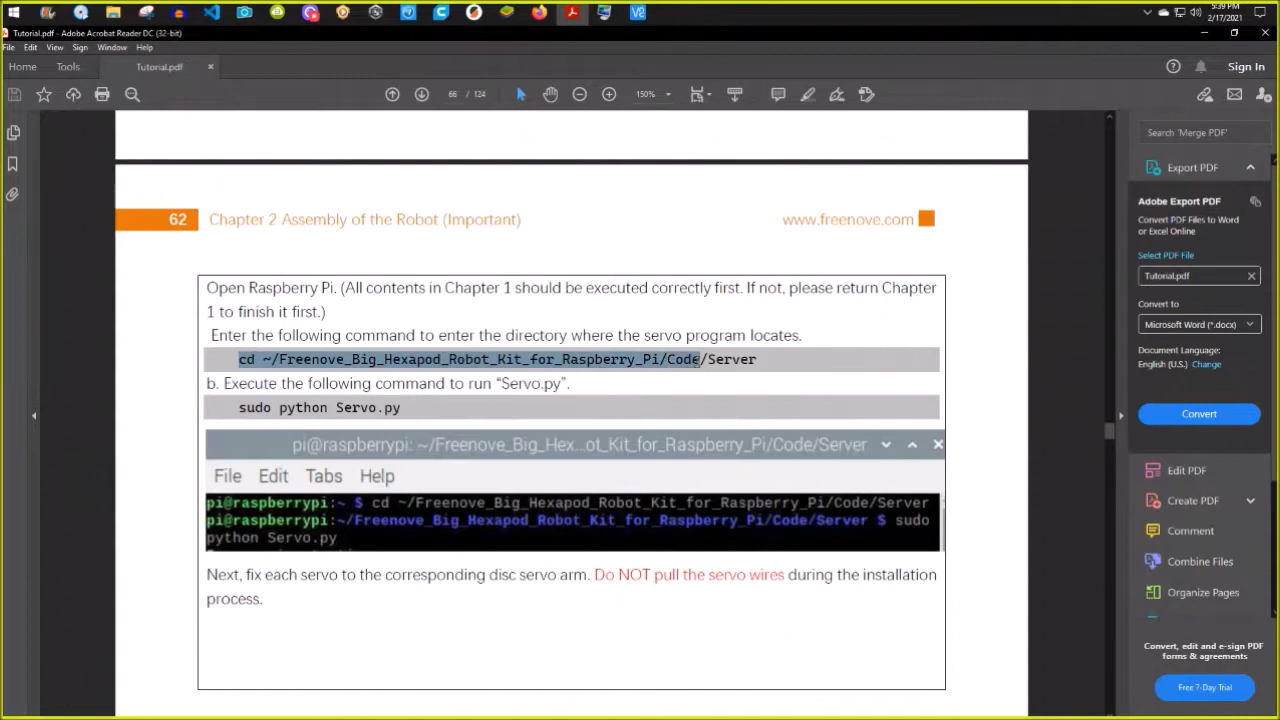 5:39 PM
2/17/2021
Tutorial.pdf - Adobe Acrobat Reader DC (32-bit)
File Edit View Sign Window Help
Home Tools Tutorial.pdf × Sign In
66 / 124 150%
Search 'Merge PDF'
Export PDF
Adobe Export PDF
Convert PDF Files to Word
or Excel Online
Select PDF File
Tutorial.pdf
Convert to
Microsoft Word (*.docx)
Document Language:
English (U.S.) Change
Convert
Edit PDF
Create PDF
Comment
Combine Files
Organize Pages
Convert, edit and e-sign PDF
forms & agreements
Free 7-Day Trial
62 Chapter 2 Assembly of the Robot (Important) www.freenove.com
Open Raspberry Pi. (All contents in Chapter 1 should be executed correctly first. If not, please return Chapter
1 to finish it first.)
Enter the following command to enter the directory where the servo program locates.
cd ~/Freenove_Big_Hexapod_Robot_Kit_for_Raspberry_Pi/Code/Server
b. Execute the following command to run “Servo.py”.
sudo python Servo.py
pi@raspberrypi: ~/Freenove_Big_Hex...ot_Kit_for_Raspberry_Pi/Code/Server
File Edit Tabs Help
pi@raspberrypi:~ $ cd ~/Freenove_Big_Hexapod_Robot_Kit_for_Raspberry_Pi/Code/Server
pi@raspberrypi:~/Freenove_Big_Hexapod_Robot_Kit_for_Raspberry_Pi/Code/Server $ sudo
python Servo.py
Next, fix each servo to the corresponding disc servo arm. Do NOT pull the servo wires during the installation
process.